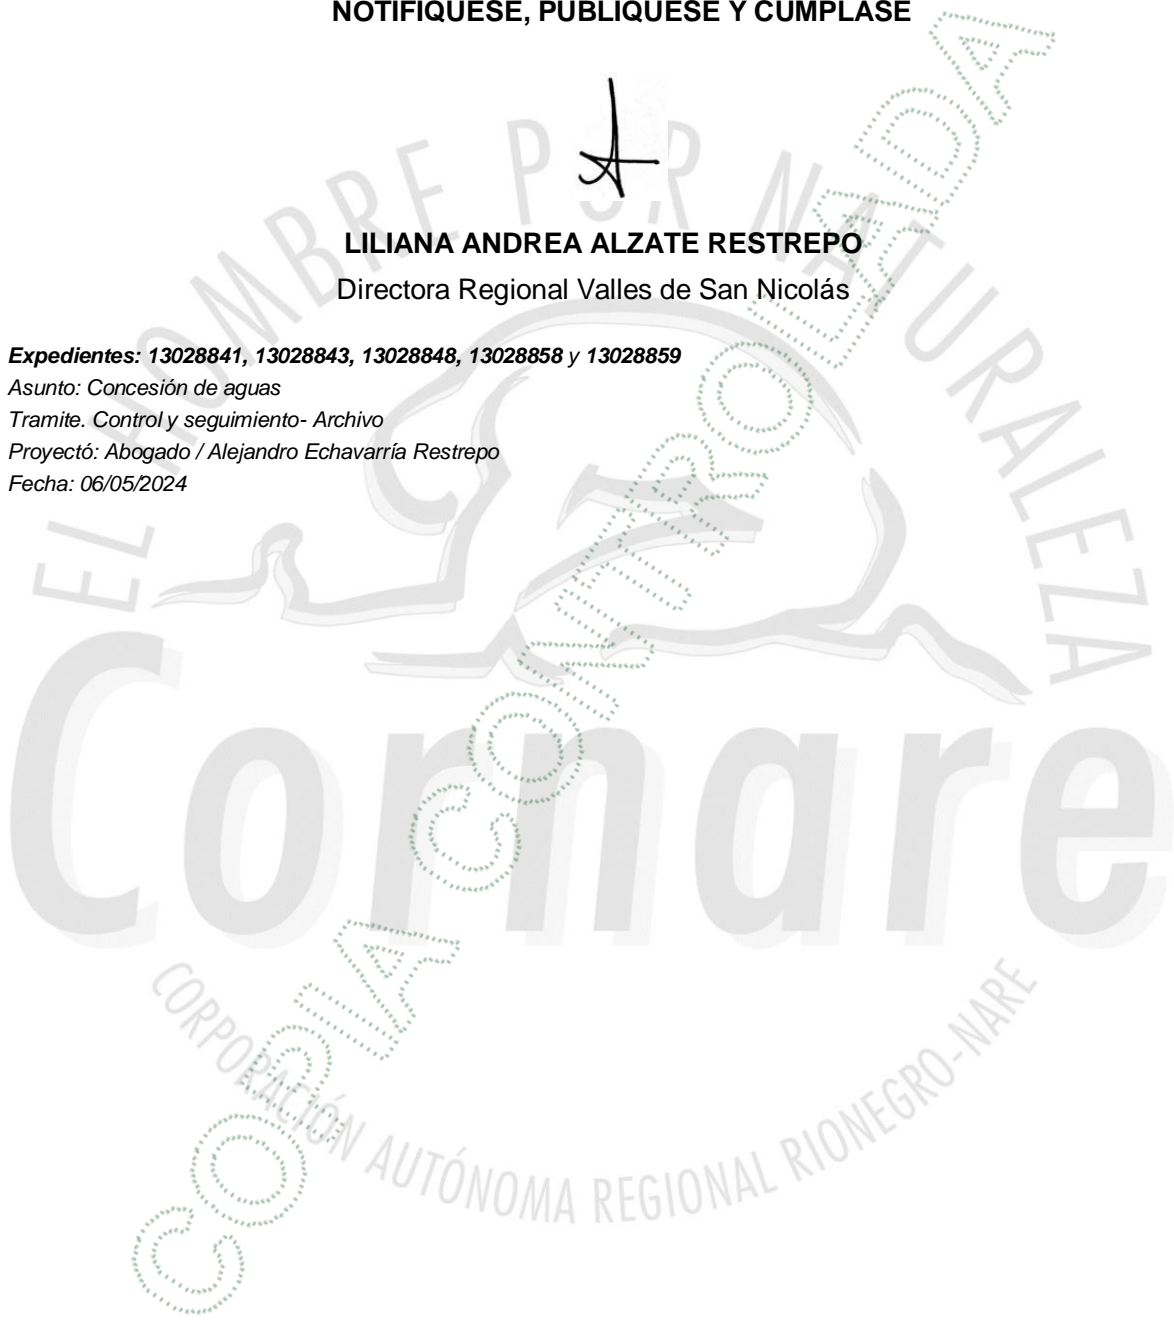 NOTIFIQUESE, PUBLIQUESE Y CÚMPLASE
LILIANA ANDREA ALZATE RESTREPO
Directora Regional Valles de San Nicolás
Expedientes: 13028841, 13028843, 13028848, 13028858 y 13028859
Asunto: Concesión de aguas
Tramite. Control y seguimiento- Archivo
Proyectó: Abogado / Alejandro Echavarría Restrepo
Fecha: 06/05/2024
EL HOMBRE POR NATURALEZA
Cornare
CORPORACIÓN AUTÓNOMA REGIONAL RIONEGRO-NARE
COPIA CONTROLADA